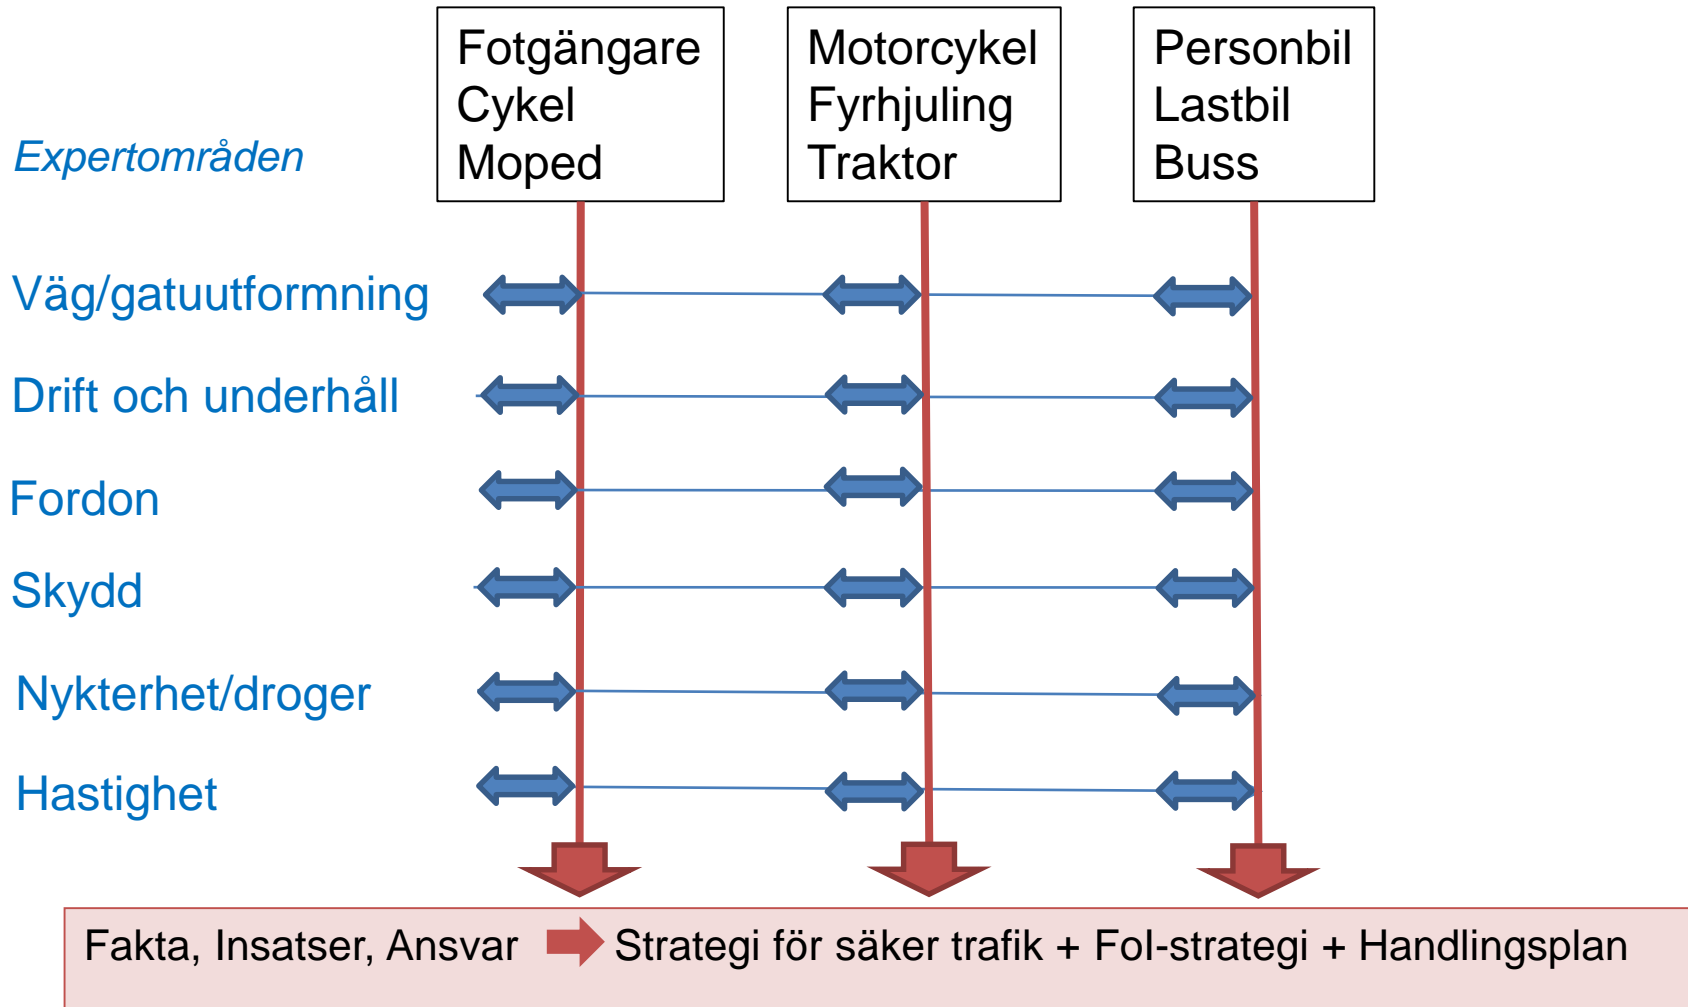 Fotgängare
Cykel
Moped
Motorcykel
Fyrhjuling
Traktor
Personbil
Lastbil
Buss
Expertområden
Väg/gatuutformning
Drift och underhåll
Fordon
Skydd
Nykterhet/droger
Hastighet
Fakta, Insatser, Ansvar Strategi för säker trafik + FoI-strategi + Handlingsplan